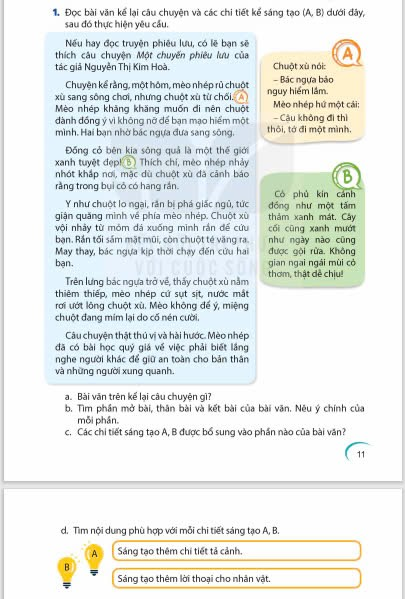 1. Đọc bài văn kể lại câu chuyện và các chi tiết kể sáng tạo (A, B) dưới đây,
sau đó thực hiện yêu cầu.
Nếu hay đọc truyện phiêu lưu, có lẽ bạn sẽ
thích câu chuyện Một chuyến phiêu lưu của
tác giả Nguyễn Thị Kim Hoà.
Chuyện kể rằng, một hôm, mèo nhép rủ chuột
xù sang sông chơi, nhưng chuột xù từ chối. A
Mèo nhép khăng khăng muốn đi nên chuột
đành đồng ý vì không nỡ để bạn mạo hiểm một
mình. Hai bạn nhờ bác ngựa đưa sang sông.
Đồng cỏ bên kia sông quả là một thế giới
xanh tuyệt đẹp! B Thích chí, mèo nhép nhảy
nhót khắp nơi, mặc dù chuột xù đã cảnh báo
rằng trong bụi cỏ có hang rắn.
Y như chuột lo ngại, rắn bị phá giấc ngủ, tức
giận quăng mình về phía mèo nhép. Chuột xù
vội nhảy từ mỏm đá xuống mình rắn để cứu
bạn. Rắn tối sầm mặt mũi, còn chuột té văng ra.
May thay, bác ngựa kịp thời chạy đến cứu hai
bạn.
Trên lưng bác ngựa trở về, thấy chuột xù nằm
thiêm thiếp, mèo nhép cứ sụt sịt, nước mắt
rơi ướt lông chuột xù. Mèo không để ý, miệng
chuột đang mỉm lại do cố nén cười.
Câu chuyện thật thú vị và hài hước. Mèo nhép
đã có bài học quý giá về việc phải biết lắng
nghe người khác để giữ an toàn cho bản thân
và những người xung quanh.
A
Chuột xù nói:
– Bác ngựa bảo
nguy hiểm lắm.
Mèo nhép hứ một cái:
– Cậu không đi thì
thôi, tớ đi một mình.
B
Cỏ phủ kín cánh
đồng như một tấm
thảm xanh mát. Cây
cối cũng xanh mướt
như ngày nào cũng
được gội rửa. Không
gian ngai ngái mùi cỏ
thơm, thật dễ chịu!
VỚI CUỘC SỐN
a. Bài văn trên kể lại câu chuyện gì?
b. Tìm phần mở bài, thân bài và kết bài của bài văn. Nêu ý chính của
mỗi phần.
c. Các chi tiết sáng tạo A, B được bổ sung vào phần nào của bài văn?
11
d. Tìm nội dung phù hợp với mỗi chi tiết sáng tạo A, B.
A
Sáng tạo thêm chi tiết tả cảnh.
B
Sáng tạo thêm lời thoại cho nhân vật.